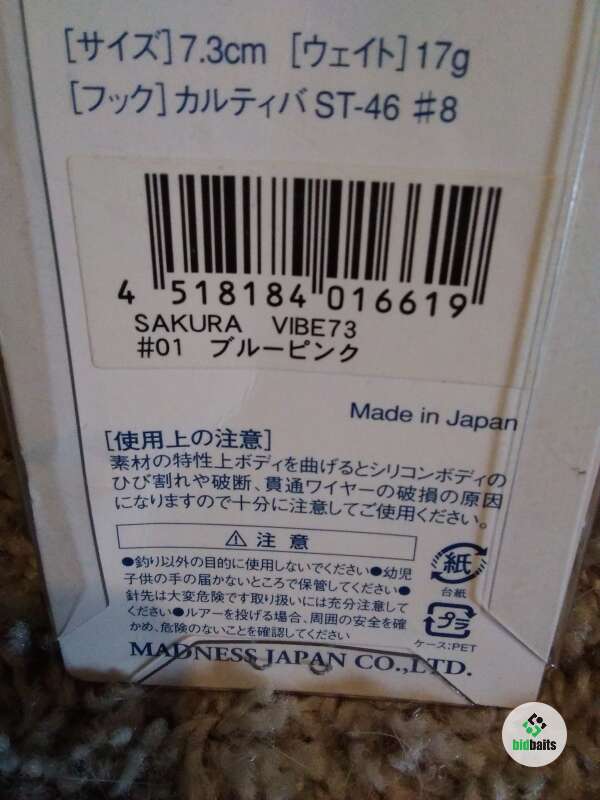 [サイズ] 7.3cm [ウェイト] 17g
[フック] カルティバ ST-46 #8
4 518184 016619
SAKURA VIBE73
#01 ブルーピンク
Made in Japan
[使用上の注意]
素材の特性上ボディを曲げるとシリコンボディの
ひび割れや破断、貫通ワイヤーの破損の原因
になりますので十分に注意してご使用ください。
⚠ 注意
●釣り以外の目的に使用しないでください●幼児
子供の手の届かないところで保管してください●
針先は大変危険です取り扱いには充分注意して
ください●ルアーを投げる場合、周囲の安全を確
かめ、危険のないことを確認してください
紙
台紙
プラ
ケース:PET
MADNESS JAPAN CO.,LTD.
bidbaits